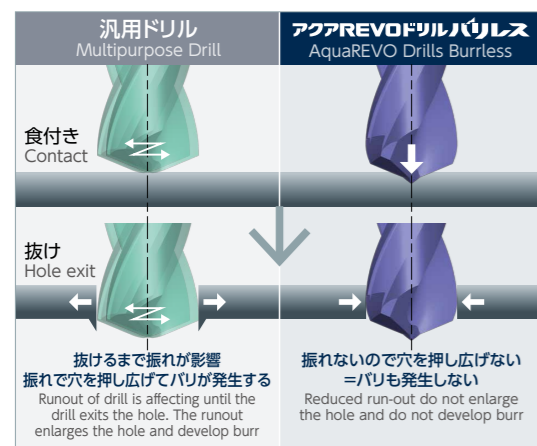 汎用ドリル
Multipurpose Drill
アクアREVOドリルバリレス
AquaREVO Drills Burrless
食付き
Contact
抜け
Hole exit
抜けるまで振れが影響
振れで穴を押し広げてバリが発生する
Runout of drill is affecting until the
drill exits the hole. The runout
enlarges the hole and develop burr
振れないので穴を押し広げない
=バリも発生しない
Reduced run-out do not enlarge
the hole and do not develop burr